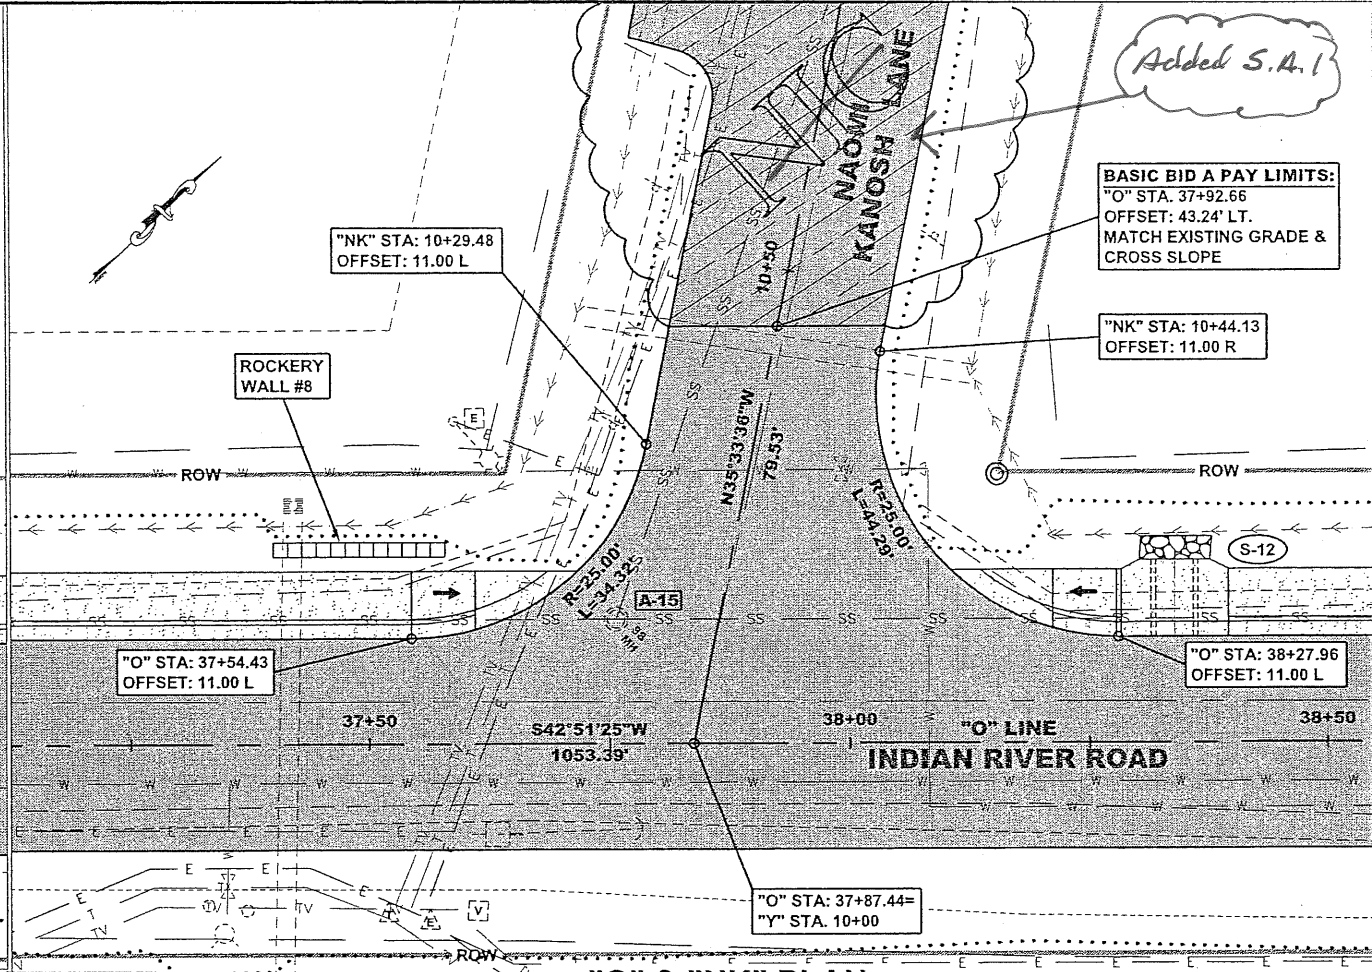 Added S.A.1
NIC
NAOMI
KANOSH LANE
BASIC BID A PAY LIMITS:
"O" STA. 37+92.66
OFFSET: 43.24' LT.
MATCH EXISTING GRADE &
CROSS SLOPE
"NK" STA: 10+29.48
OFFSET: 11.00 L
10+50
"NK" STA: 10+44.13
OFFSET: 11.00 R
ROCKERY
WALL #8
E
N35°33'36"W
79.53'
ROW
ROW
R=25.00'
L=44.29'
R=25.00'
L=34.32'
A-15
SB
MH
S-12
"O" STA: 37+54.43
OFFSET: 11.00 L
"O" STA: 38+27.96
OFFSET: 11.00 L
37+50
S42°51'25"W
1053.39'
38+00
"O" LINE
38+50
INDIAN RIVER ROAD
"O" STA: 37+87.44=
"Y" STA. 10+00
V
ROW